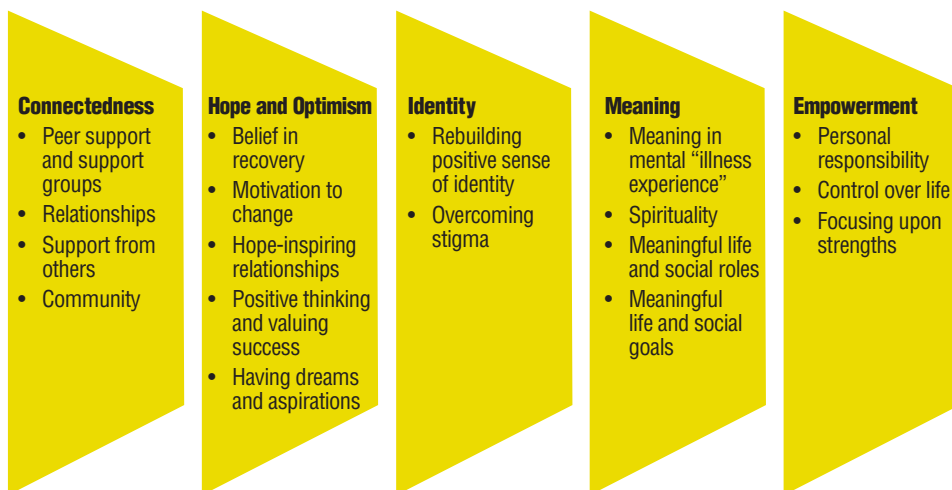 Connectedness
• Peer support
and support
groups
• Relationships
• Support from
others
• Community
Hope and Optimism
• Belief in
recovery
• Motivation to
change
• Hope-inspiring
relationships
• Positive thinking
and valuing
success
• Having dreams
and aspirations
Identity
• Rebuilding
positive sense
of identity
• Overcoming
stigma
Meaning
• Meaning in
mental “illness
experience”
• Spirituality
• Meaningful life
and social roles
• Meaningful
life and social
goals
Empowerment
• Personal
responsibility
• Control over life
• Focusing upon
strengths